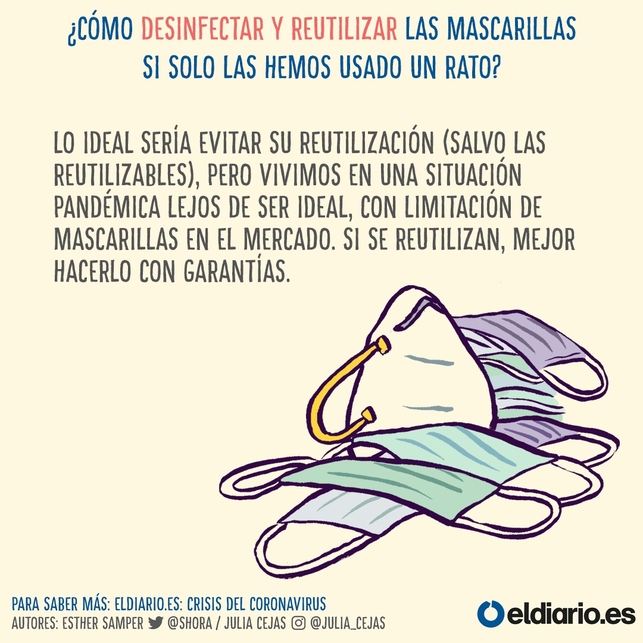 ¿CÓMO DESINFECTAR Y REUTILIZAR LAS MASCARILLAS
SI SOLO LAS HEMOS USADO UN RATO?
LO IDEAL SERÍA EVITAR SU REUTILIZACIÓN (SALVO LAS
REUTILIZABLES), PERO VIVIMOS EN UNA SITUACIÓN
PANDÉMICA LEJOS DE SER IDEAL, CON LIMITACIÓN DE
MASCARILLAS EN EL MERCADO. SI SE REUTILIZAN, MEJOR
HACERLO CON GARANTÍAS.
PARA SABER MÁS: ELDIARIO.ES: CRISIS DEL CORONAVIRUS
AUTORES: ESTHER SAMPER @SHORA / JULIA CEJAS @JULIA_CEJAS
eldiario.es